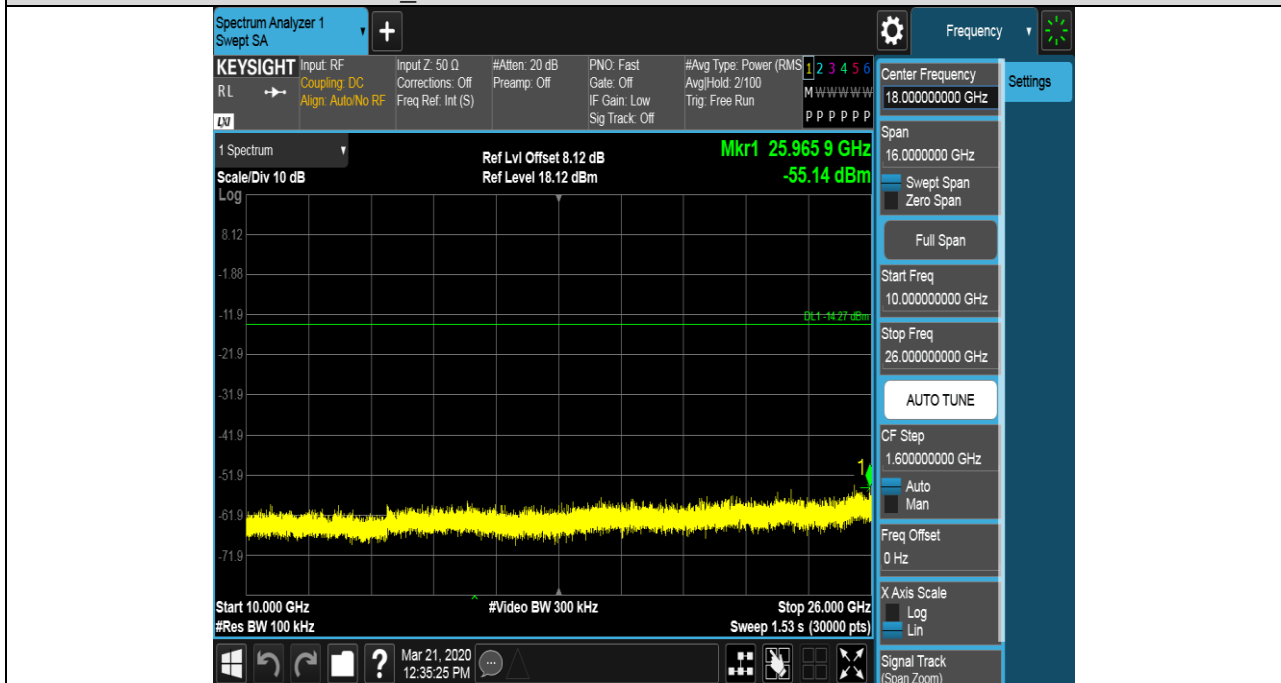 Spectrum Analyzer 1
Swept SA
+
Frequency
KEYSIGHT
RL
LXI
Input: RF
Coupling: DC
Align: Auto/No RF
Input Z: 50 Ω
Corrections: Off
Freq Ref: Int (S)
#Atten: 20 dB
Preamp: Off
PNO: Fast
Gate: Off
IF Gain: Low
Sig Track: Off
#Avg Type: Power (RMS
Avg|Hold: 2/100
Trig: Free Run
1 2 3 4 5 6
M W W W W W
P P P P P P
1 Spectrum
Scale/Div 10 dB
Ref Lvl Offset 8.12 dB
Ref Level 18.12 dBm
Mkr1 25.965 9 GHz
-55.14 dBm
Log
8.12
-1.88
-11.9
-21.9
-31.9
-41.9
-51.9
-61.9
-71.9
DL1 -14.27 dBm
1
Start 10.000 GHz
#Res BW 100 kHz
#Video BW 300 kHz
Stop 26.000 GHz
Sweep 1.53 s (30000 pts)
?
Mar 21, 2020
12:35:25 PM
Center Frequency
18.000000000 GHz
Span
16.0000000 GHz
Swept Span
Zero Span
Full Span
Start Freq
10.000000000 GHz
Stop Freq
26.000000000 GHz
AUTO TUNE
CF Step
1.600000000 GHz
Auto
Man
Freq Offset
0 Hz
X Axis Scale
Log
Lin
Signal Track
(Span Zoom)
Settings